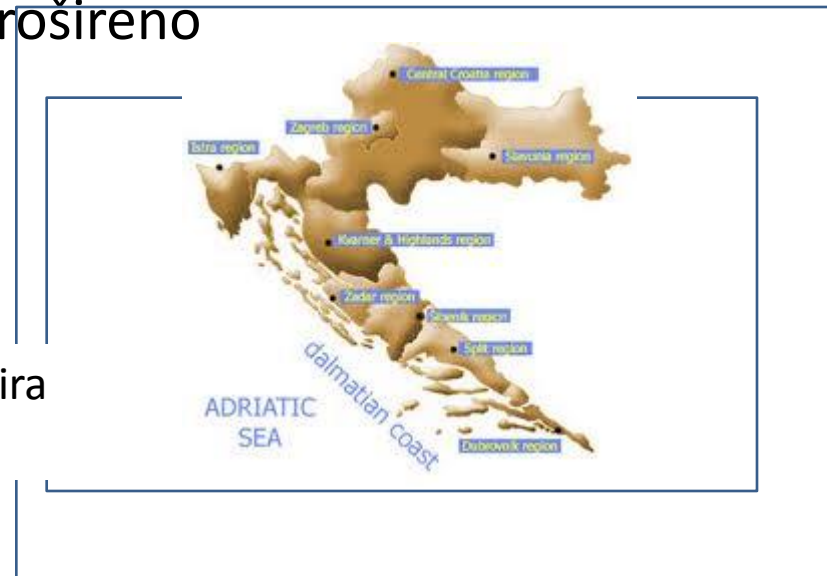 rošireno
Central Croatia region
Zagreb region
Istra region
Slavonia region
Kvarner & Highlands region
Zadar region
Sibenik region
Split region
ira
dalmatian coast
ADRIATIC
SEA
Dubrovnik region